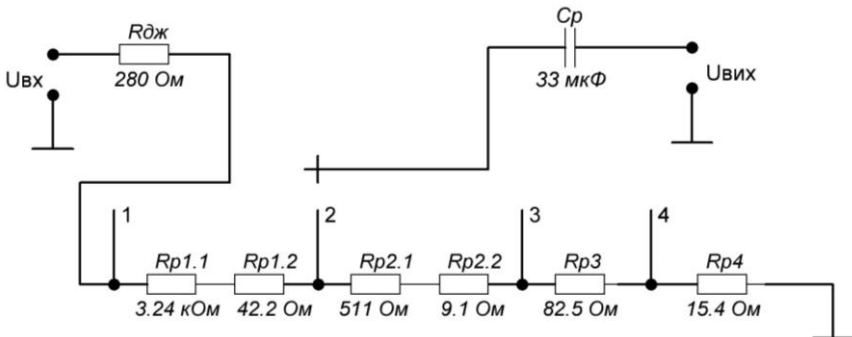 Rдж
280 Ом
Uвх
Ср
33 мкФ
Uвих
1
2
3
4
Rр1.1
Rр1.2
Rр2.1
Rр2.2
Rр3
Rр4
3.24 кОм
42.2 Ом
511 Ом
9.1 Ом
82.5 Ом
15.4 Ом